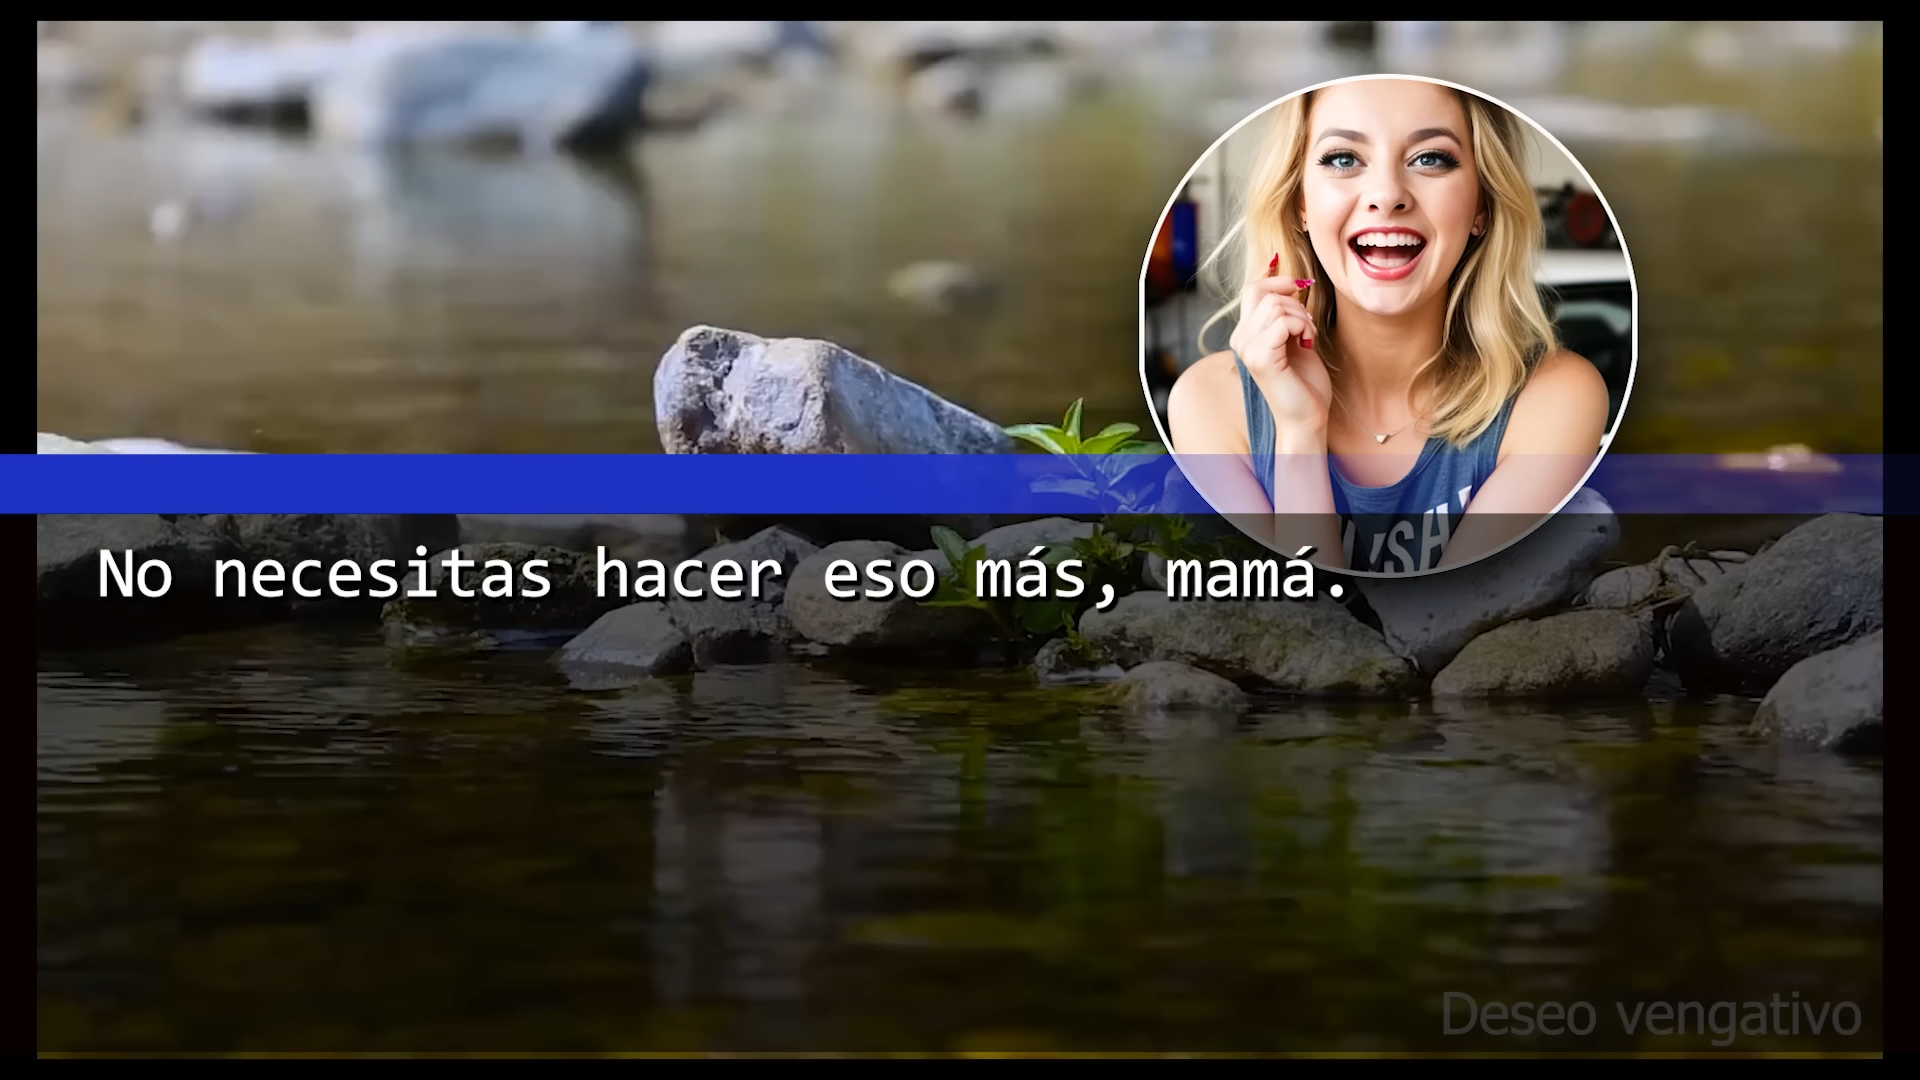 No necesitas hacer eso más, mamá.
Deseo vengativo